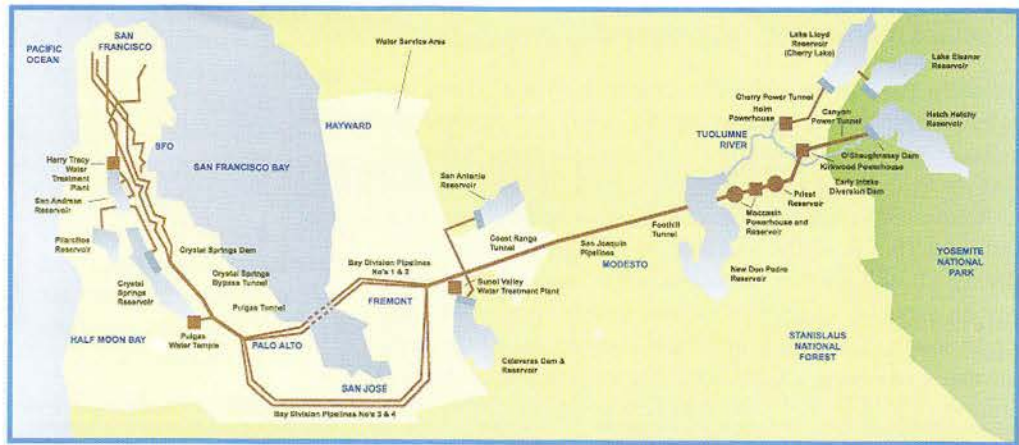 PACIFIC
OCEAN
SAN
FRANCISCO
SFO
SAN FRANCISCO BAY
Harry Tracy
Water
Treatment
Plant
San Andreas
Reservoir
Pilarcitos
Reservoir
Crystal
Springs
Reservoir
Crystal Springs Dam
Crystal Springs
Bypass Tunnel
Pulgas Tunnel
HALF MOON BAY
Pulgas
Water Temple
PALO ALTO
SAN JOSÉ
Bay Division Pipelines No's 3 & 4
Bay Division Pipelines
No's 1 & 2
FREMONT
HAYWARD
Water Service Area
San Antonio
Reservoir
Coast Range
Tunnel
Sunol Valley
Water Treatment Plant
Calaveras Dam &
Reservoir
San Joaquin
Pipelines
MODESTO
Foothill
Tunnel
New Don Pedro
Reservoir
Moccasin
Powerhouse and
Reservoir
Priest
Reservoir
TUOLUMNE
RIVER
Cherry Power Tunnel
Holm
Powerhouse
Canyon
Power Tunnel
Lake Lloyd
Reservoir
(Cherry Lake)
Lake Eleanor
Reservoir
Hetch Hetchy
Reservoir
O'Shaughnessy Dam
Kirkwood Powerhouse
Early Intake
Diversion Dam
YOSEMITE
NATIONAL
PARK
STANISLAUS
NATIONAL
FOREST